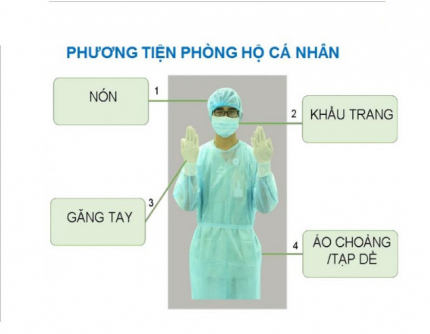 PHƯƠNG TIỆN PHÒNG HỘ CÁ NHÂN
1
NÓN
2
KHẨU TRANG
3
GĂNG TAY
4
ÁO CHOÀNG
/TẠP DỀ